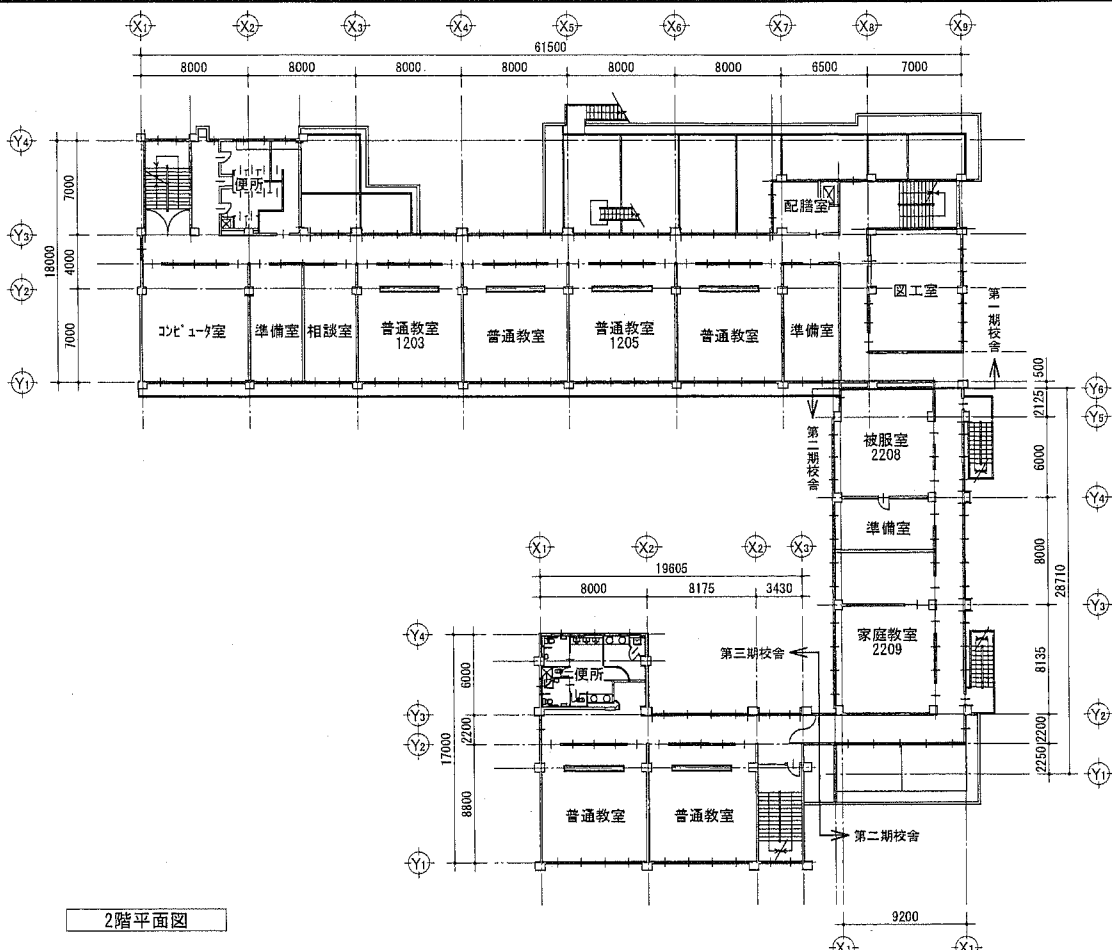 X1 X2 X3 X4 X5 X6 X7 X8 X9
61500
8000 8000 8000 8000 8000 8000 6500 7000
Y4
Y3
Y2
Y1
18000
7000
4000
7000
便所
配膳室
図工室
コンピュータ室
準備室
相談室
普通教室
1203
普通教室
普通教室
1205
普通教室
準備室
第一期校舎
第二期校舎
被服室
2208
準備室
家庭教室
2209
Y6
Y5
Y4
Y3
Y2
Y1
500
2125
6000
8000
8135
2200
2250
28710
X1 X2 X2 X3
19605
8000 8175 3430
Y4
Y3
Y2
Y1
17000
6000
2200
8800
便所
第三期校舎
普通教室
普通教室
第二期校舎
2階平面図
9200
X1 X1